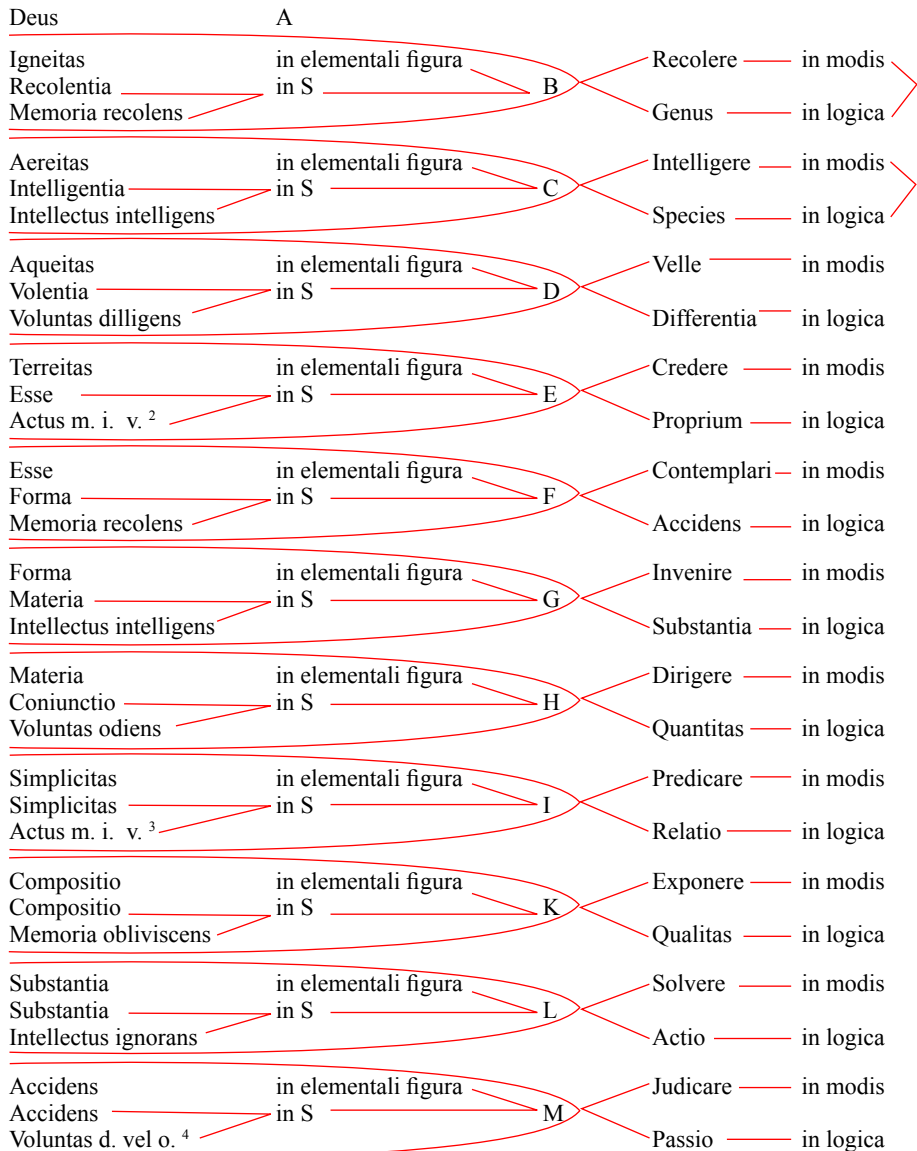 Deus A
Igneitas in elementali figura Recolere in modis
Recolentia in S B
Memoria recolens Genus in logica
Aereitas in elementali figura Intelligere in modis
Intelligentia in S C
Intellectus intelligens Species in logica
Aqueitas in elementali figura Velle in modis
Volentia in S D
Voluntas dilligens Differentia in logica
Terreitas in elementali figura Credere in modis
Esse in S E
Actus m. i. v. 2 Proprium in logica
Esse in elementali figura Contemplari in modis
Forma in S F
Memoria recolens Accidens in logica
Forma in elementali figura Invenire in modis
Materia in S G
Intellectus intelligens Substantia in logica
Materia in elementali figura Dirigere in modis
Coniunctio in S H
Voluntas odiens Quantitas in logica
Simplicitas in elementali figura Predicare in modis
Simplicitas in S I
Actus m. i. v. 3 Relatio in logica
Compositio in elementali figura Exponere in modis
Compositio in S K
Memoria obliviscens Qualitas in logica
Substantia in elementali figura Solvere in modis
Substantia in S L
Intellectus ignorans Actio in logica
Accidens in elementali figura Judicare in modis
Accidens in S M
Voluntas d. vel o. 4 Passio in logica